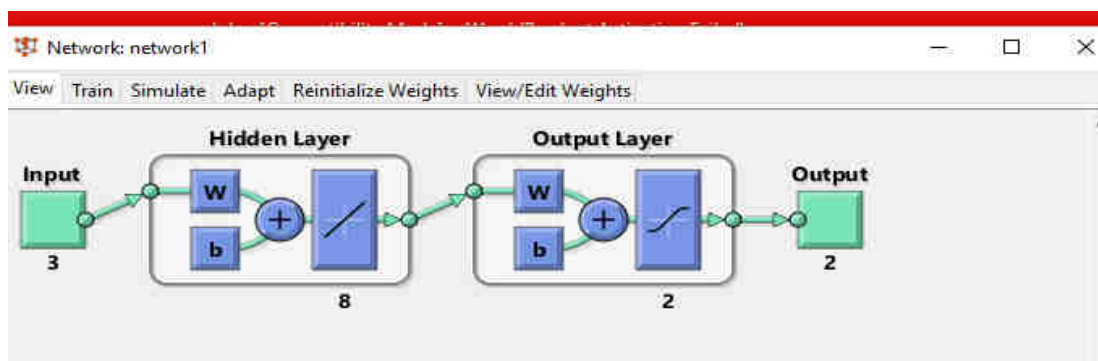 Network: network1
View Train Simulate Adapt Reinitialize Weights View/Edit Weights
Hidden Layer Output Layer
Input Output
W W
b b
3 8 2 2